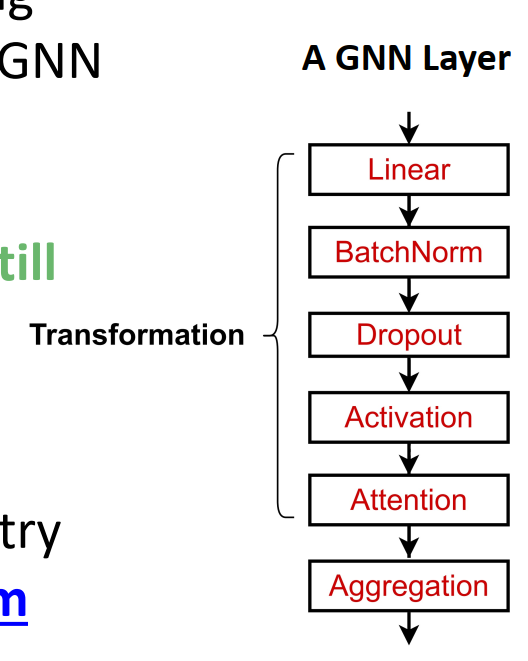 GNN
till
try
A GNN Layer
Transformation
Linear
BatchNorm
Dropout
Activation
Attention
Aggregation